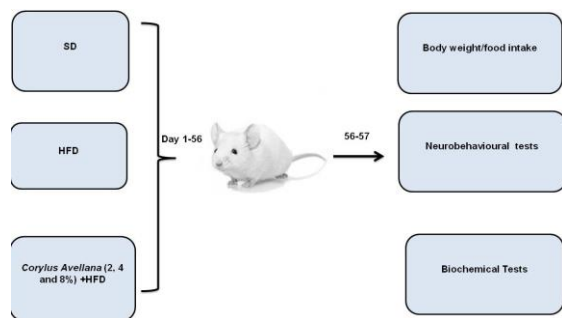 SD
HFD
Corylus Avellana (2, 4
and 8%) +HFD
Day 1-56
56-57
Body weight/food intake
Neurobehavioural tests
Biochemical Tests